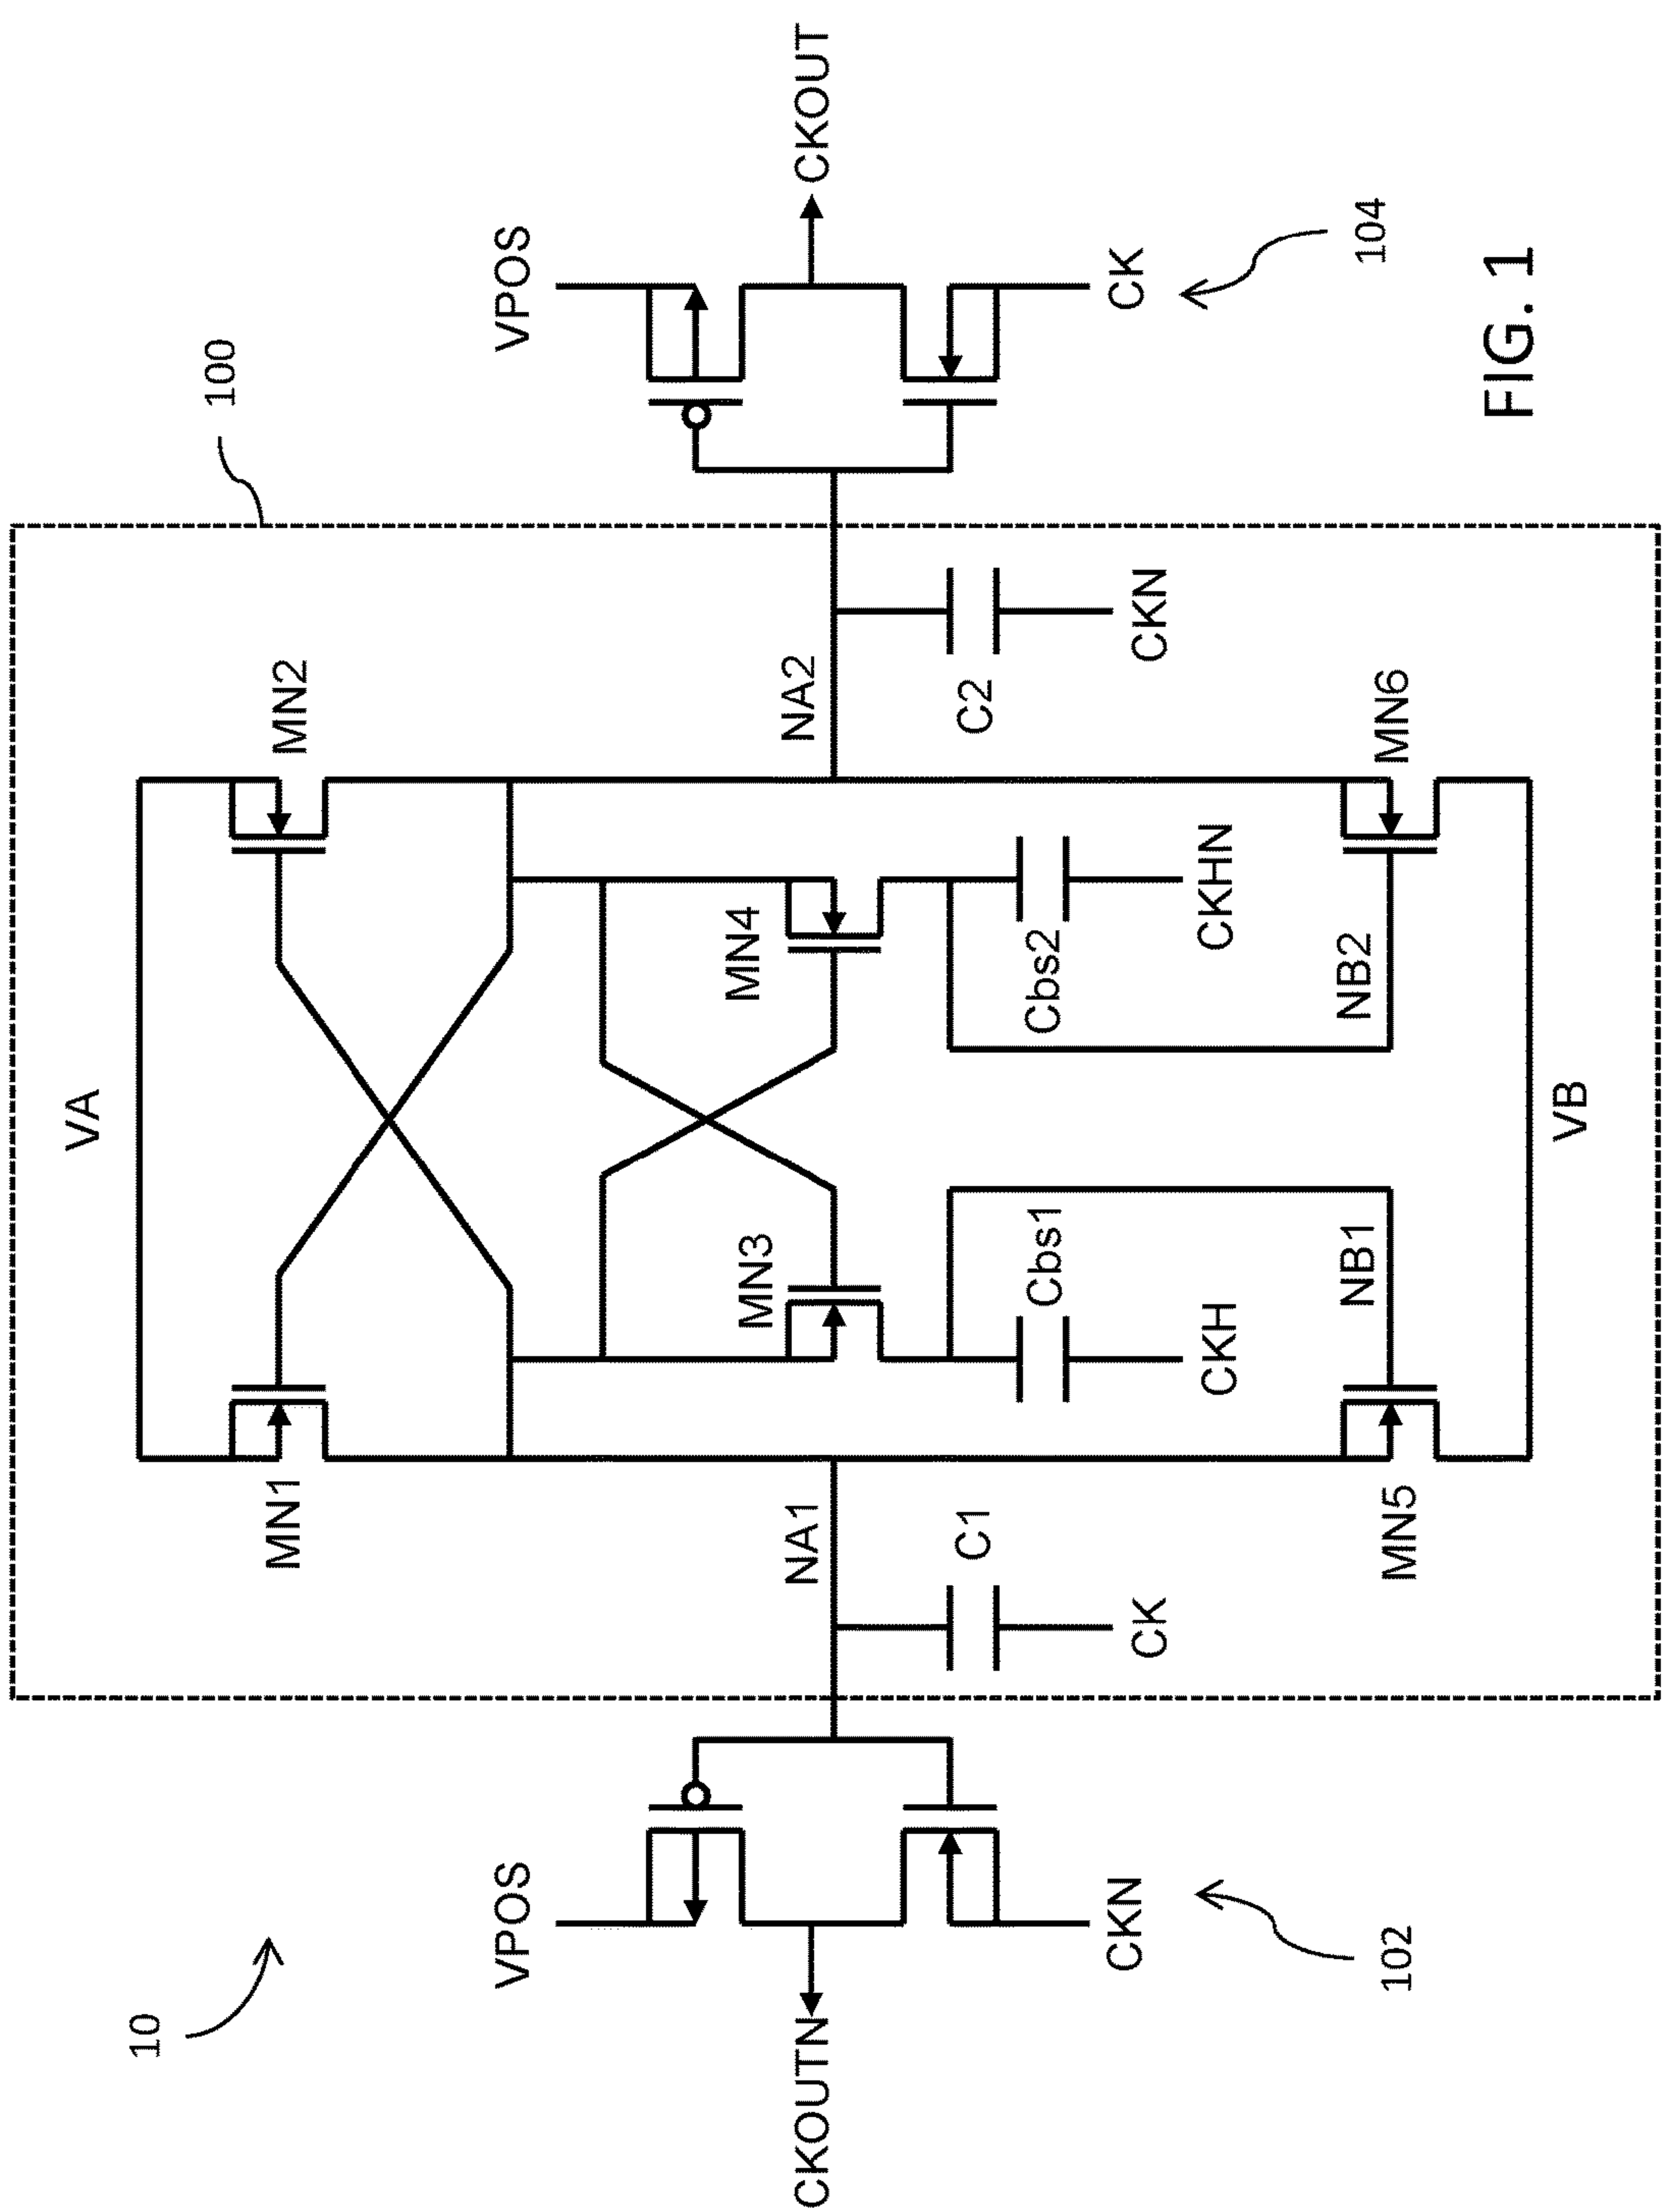 10
100
VA
MN1
MN2
VPOS
VPOS
CKOUTN
NA1
NA2
CKOUT
MN3
MN4
C1
C2
Cbs1
Cbs2
CKN
CK
CKH
CKHN
CKN
CK
NB1
NB2
MN5
MN6
102
104
VB
FIG. 1